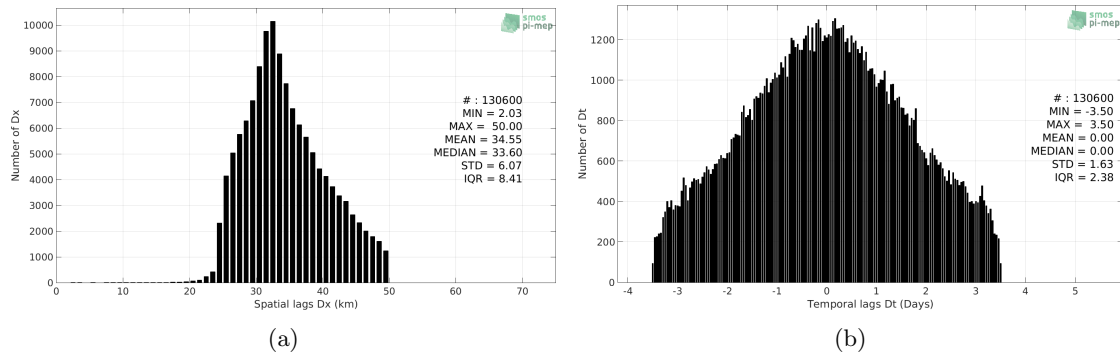 smos
pi-mep
10000
9000
8000
7000
6000
5000
4000
3000
2000
1000
0
Number of Dx
# : 130600
MIN = 2.03
MAX = 50.00
MEAN = 34.55
MEDIAN = 33.60
STD = 6.07
IQR = 8.41
0 10 20 30 40 50 60 70
Spatial lags Dx (km)
(a)
smos
pi-mep
1200
1000
800
600
400
200
0
Number of Dt
# : 130600
MIN = -3.50
MAX = 3.50
MEAN = 0.00
MEDIAN = 0.00
STD = 1.63
IQR = 2.38
-4 -3 -2 -1 0 1 2 3 4 5
Temporal lags Dt (Days)
(b)